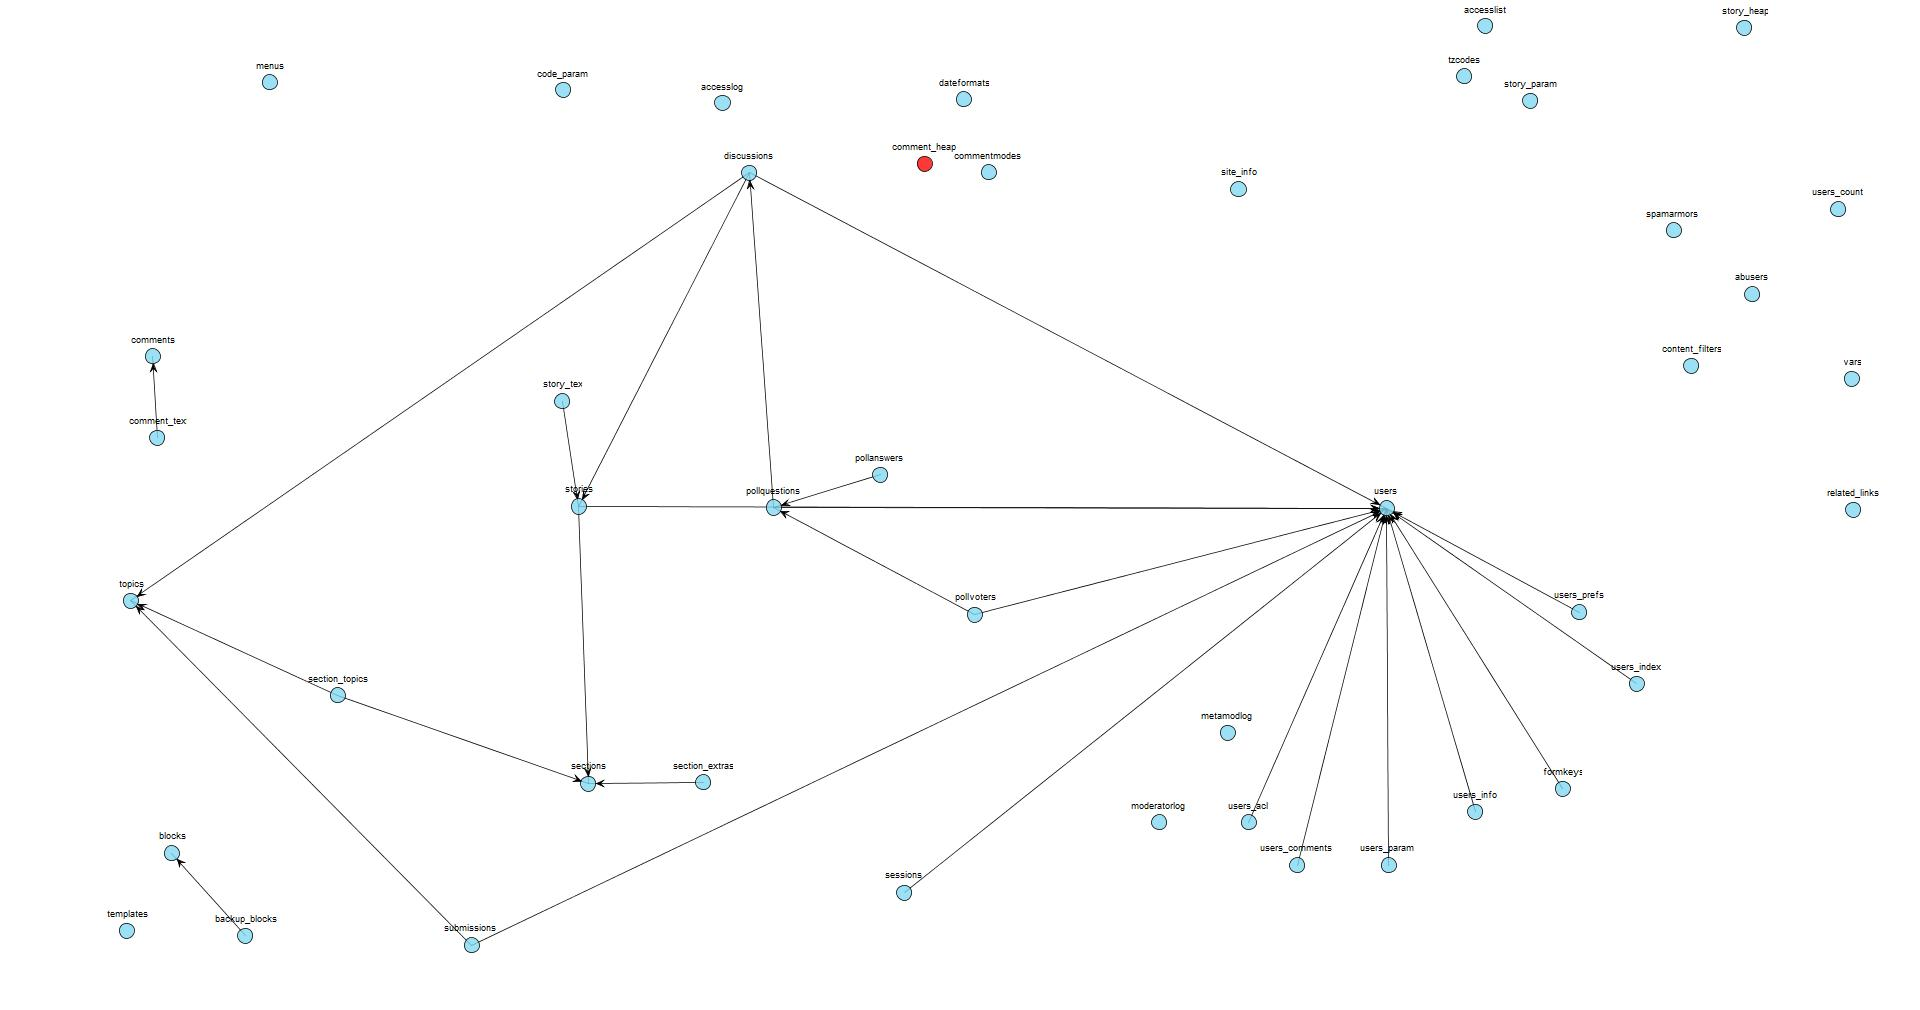 accesslist
story_heap
tzcodes
menus
code_param
story_param
accesslog
dateformats
comment_heap
discussions
commentmodes
site_info
users_count
spamarmors
abusers
comments
content_filters
vars
story_tex
comment_tex
pollanswers
stories
pollquestions
users
related_links
topics
pollvoters
users_prefs
users_index
section_topics
metamodlog
sections
section_extras
formkeys
users_info
moderatorlog
users_acl
blocks
users_comments
users_param
sessions
templates
backup_blocks
submissions